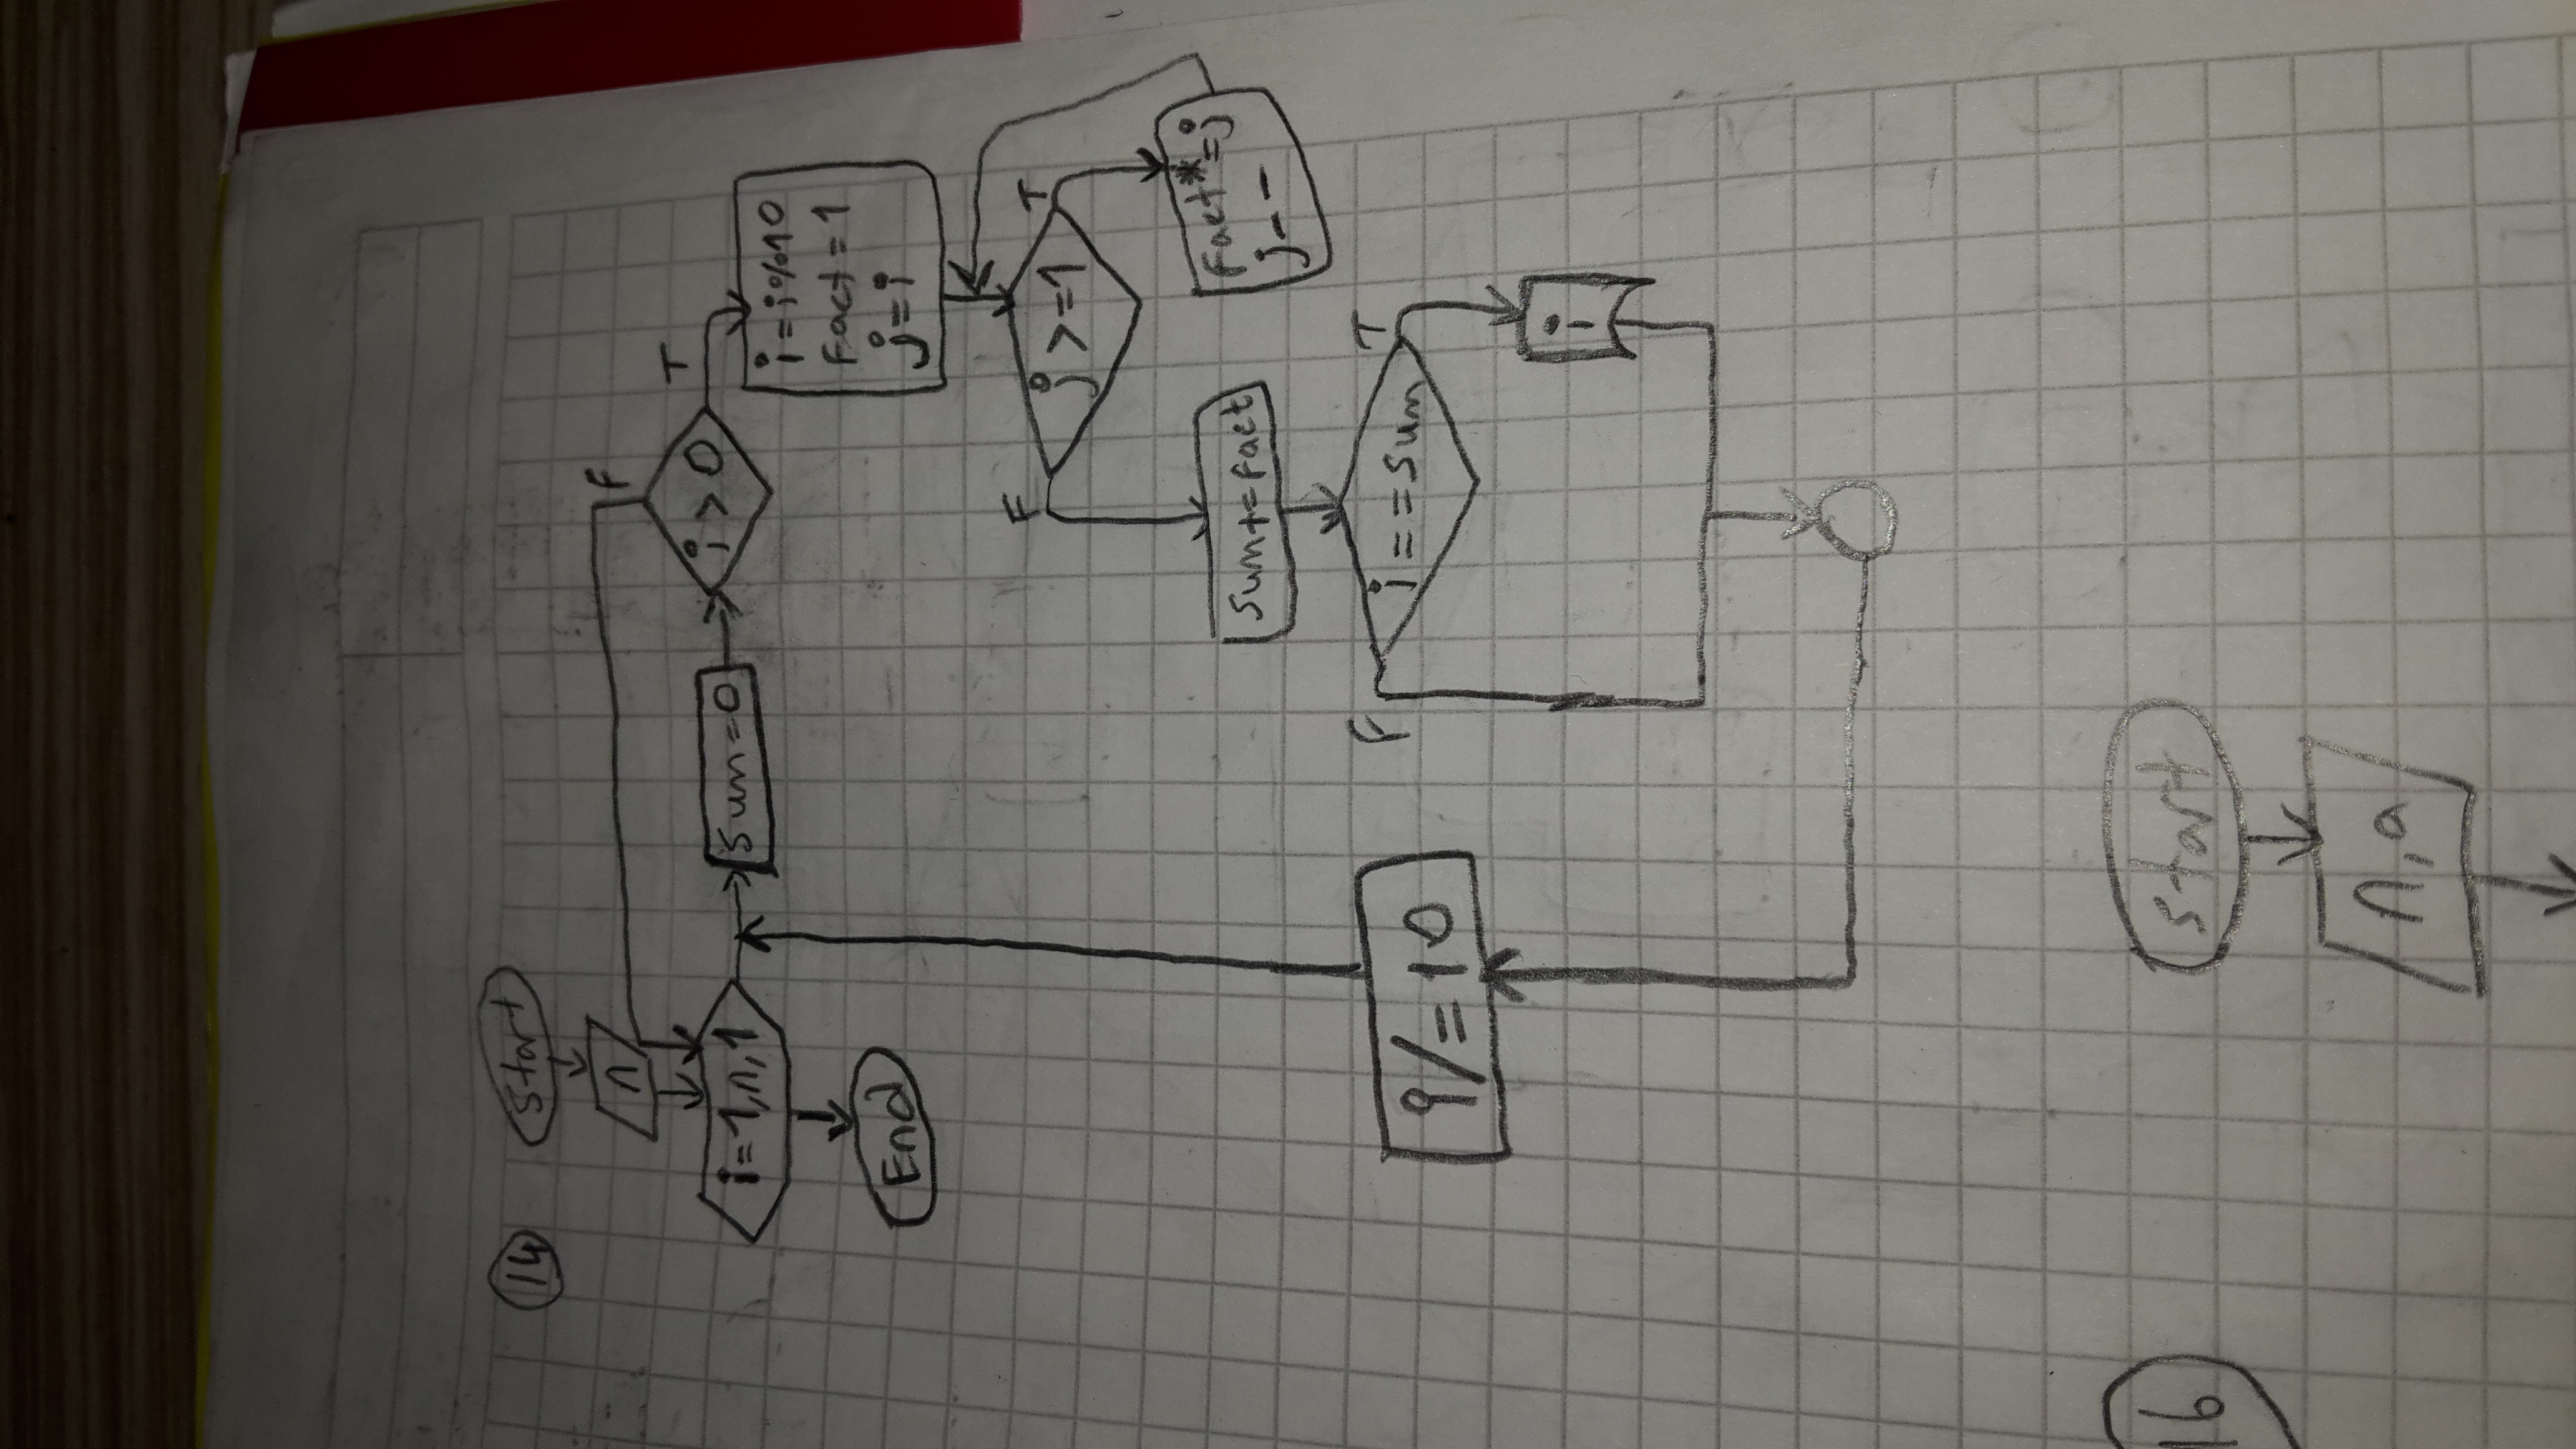 14
Start
n
F
i=1,n,1
Sum=0
i>0
T
i=i%10
Fact=1
j=i
End
F
j>=1
T
Sum+=Fact
Fact*=j
j--
F
i==Sum
T
i/=10
i
16
Start
n,a